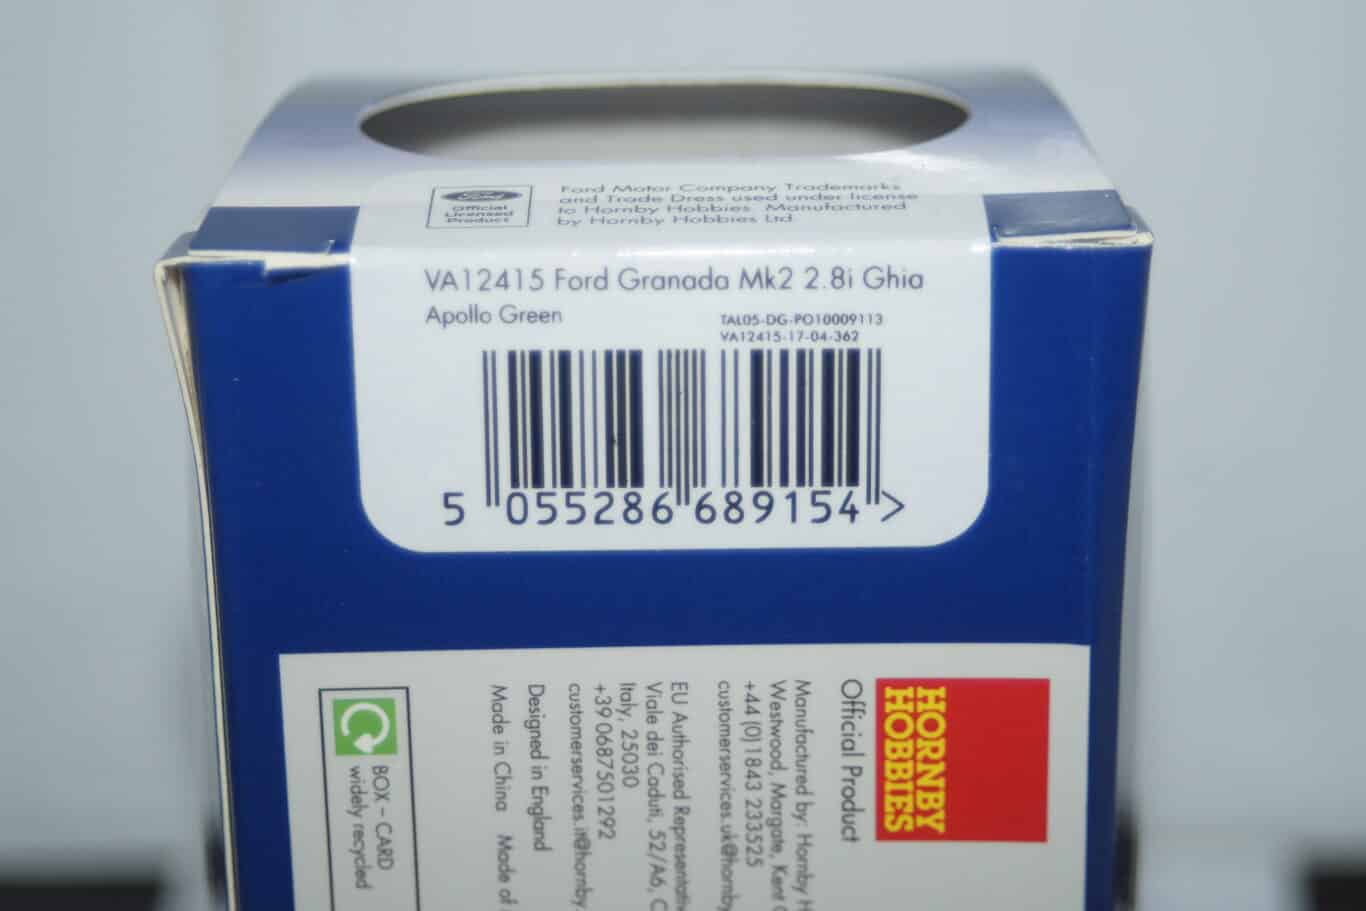 Ford
Official
Licensed
Product
Ford Motor Company Trademarks
and Trade Dress used under license
to Hornby Hobbies. Manufactured
by Hornby Hobbies Ltd.
VA12415 Ford Granada Mk2 2.8i Ghia
Apollo Green
TAL05-DG-PO10009113
VA12415-17-04-362
5 055286 689154 >
HORNBY
HOBBIES
Official Product
Manufactured by: Hornby H
Westwood, Margate, Kent
+44 (0)1843 233525
customerservices.uk@hornby
EU Authorised Representativ
Viale dei Caduti, 52/A6, C
Italy, 25030
+39 0687501292
customerservices.it@hornby.
Designed in England
Made in China Made of
BOX – CARD
widely recycled